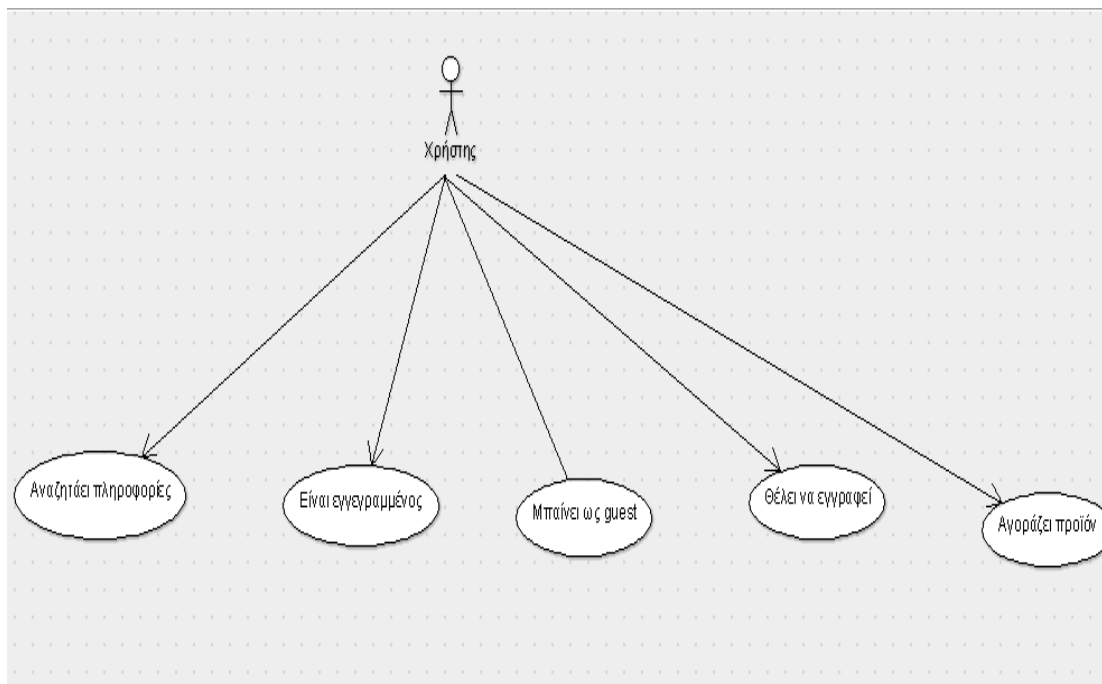 Χρήστης
Αναζητάει πληροφορίες
Είναι εγγεγραμμένος
Μπαίνει ως guest
Θέλει να εγγραφεί
Αγοράζει προϊόν